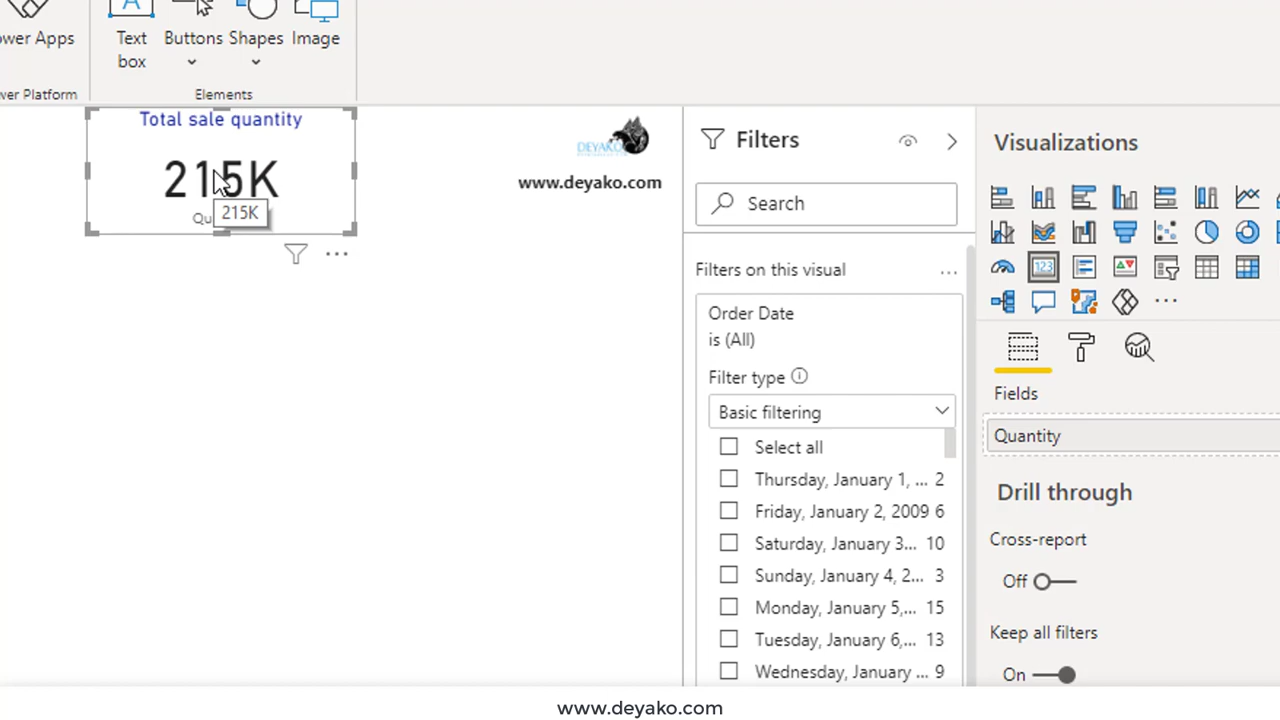 ower Apps
Text box
Buttons
Shapes
Image
wer Platform
Elements
Total sale quantity
215K
Qu
215K
DEYAKO
www.deyako.com
Filters
Search
Filters on this visual
...
Order Date
is (All)
Filter type
Basic filtering
Select all
Thursday, January 1, ... 2
Friday, January 2, 2009 6
Saturday, January 3... 10
Sunday, January 4, 2... 3
Monday, January 5,... 15
Tuesday, January 6,... 13
Wednesday, January ... 9
Visualizations
123
...
Fields
Quantity
Drill through
Cross-report
Off
Keep all filters
On
www.deyako.com